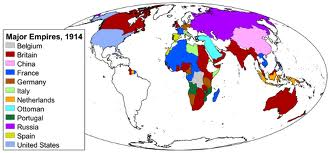 Major Empires, 1914
Belgium
Britain
China
France
Germany
Italy
Netherlands
Ottoman
Portugal
Russia
Spain
United States